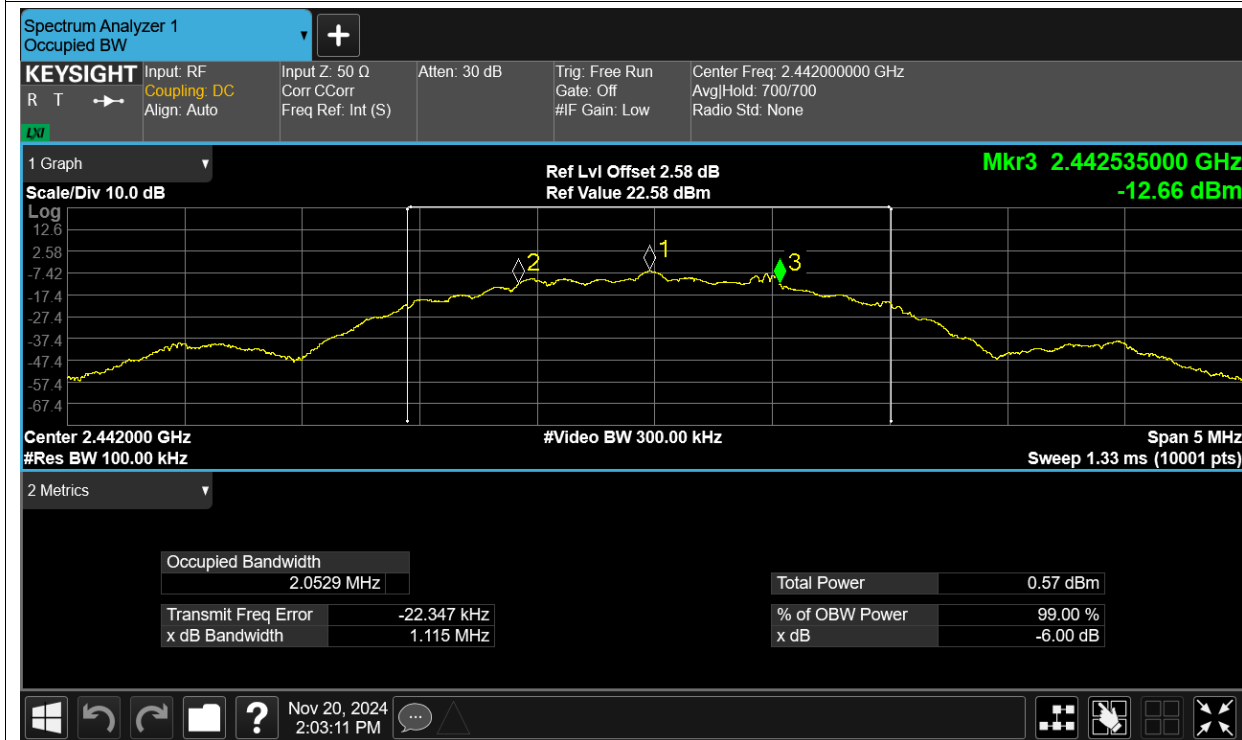 Spectrum Analyzer 1
Occupied BW
+
KEYSIGHT
R T
LXI
Input: RF
Coupling: DC
Align: Auto
Input Z: 50 Ω
Corr CCorr
Freq Ref: Int (S)
Atten: 30 dB
Trig: Free Run
Gate: Off
#IF Gain: Low
Center Freq: 2.442000000 GHz
Avg|Hold: 700/700
Radio Std: None
1 Graph
Scale/Div 10.0 dB
Ref Lvl Offset 2.58 dB
Ref Value 22.58 dBm
Mkr3 2.442535000 GHz
-12.66 dBm
Log
12.6
2.58
-7.42
-17.4
-27.4
-37.4
-47.4
-57.4
-67.4
2
1
3
Center 2.442000 GHz
#Res BW 100.00 kHz
#Video BW 300.00 kHz
Span 5 MHz
Sweep 1.33 ms (10001 pts)
2 Metrics
Occupied Bandwidth
2.0529 MHz
Transmit Freq Error -22.347 kHz
x dB Bandwidth 1.115 MHz
Total Power 0.57 dBm
% of OBW Power 99.00 %
x dB -6.00 dB
?
Nov 20, 2024
2:03:11 PM